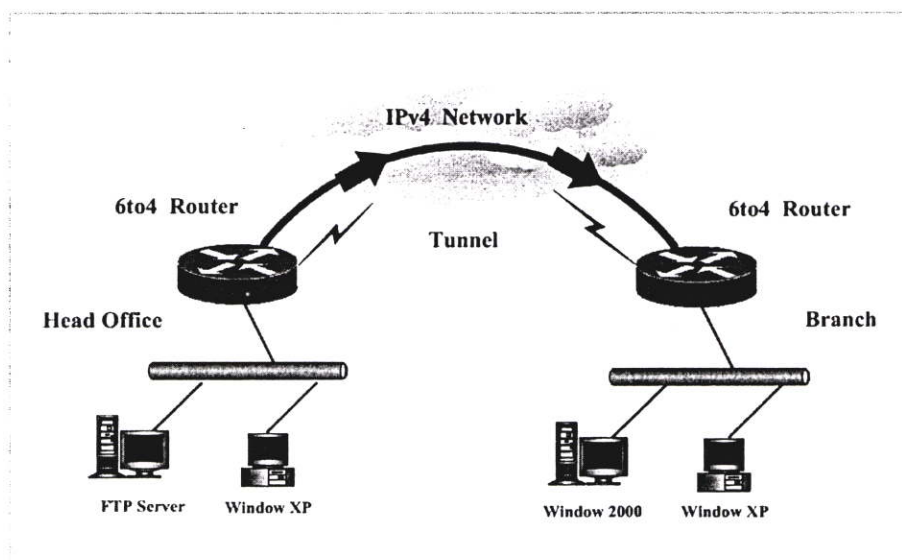 IPv4 Network
6to4 Router
6to4 Router
Tunnel
Head Office
Branch
FTP Server
Window XP
Window 2000
Window XP